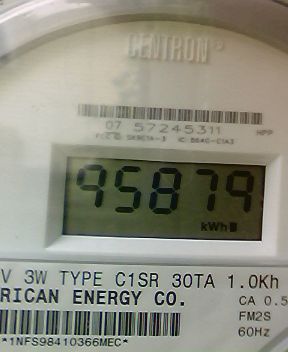 CENTRON®
07 57245311
HPP
95879
kWh
V 3W TYPE C1SR 30TA 1.0Kh
RICAN ENERGY CO.
CA 0.5
FM2S
60Hz
*1NFS98410366MEC*